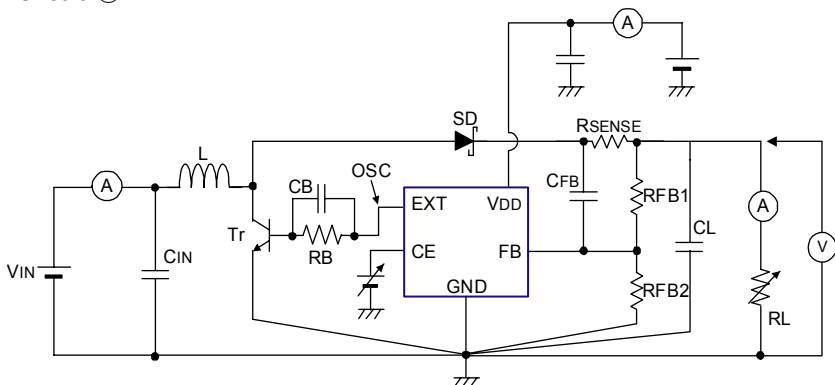 A
SD
RSENSE
L
A
OSC
CB
CFB
EXT
VDD
RFB1
A
Tr
RB
CE
FB
CL
V
VIN
CIN
GND
RFB2
RL